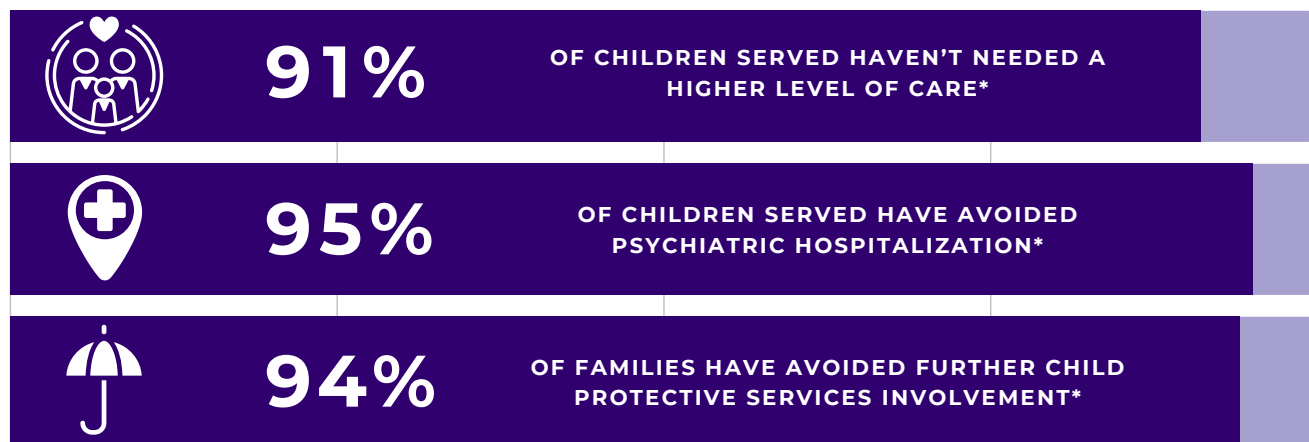 91%
OF CHILDREN SERVED HAVEN’T NEEDED A
HIGHER LEVEL OF CARE*
95%
OF CHILDREN SERVED HAVE AVOIDED
PSYCHIATRIC HOSPITALIZATION*
94%
OF FAMILIES HAVE AVOIDED FURTHER CHILD
PROTECTIVE SERVICES INVOLVEMENT*